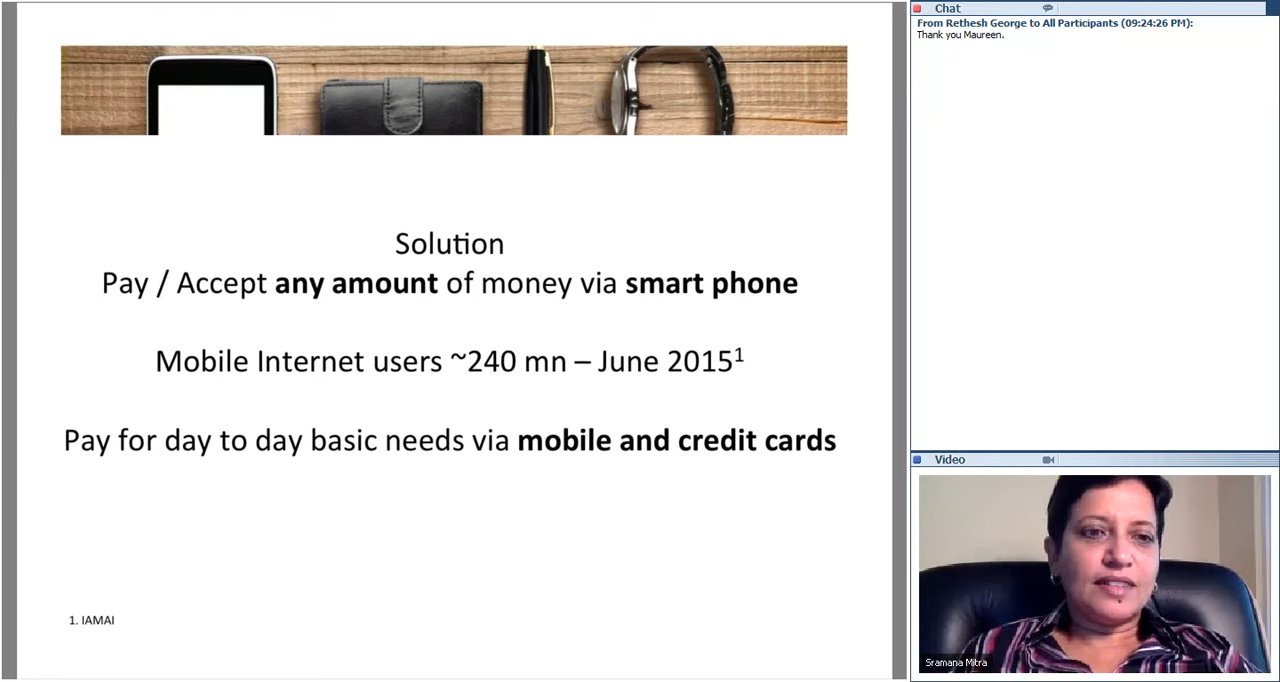 Solution
Pay / Accept any amount of money via smart phone
Mobile Internet users ~240 mn – June 2015¹
Pay for day to day basic needs via mobile and credit cards
1. IAMAI
Chat
From Rethesh George to All Participants (09:24:26 PM):
Thank you Maureen.
Video
Sramana Mitra